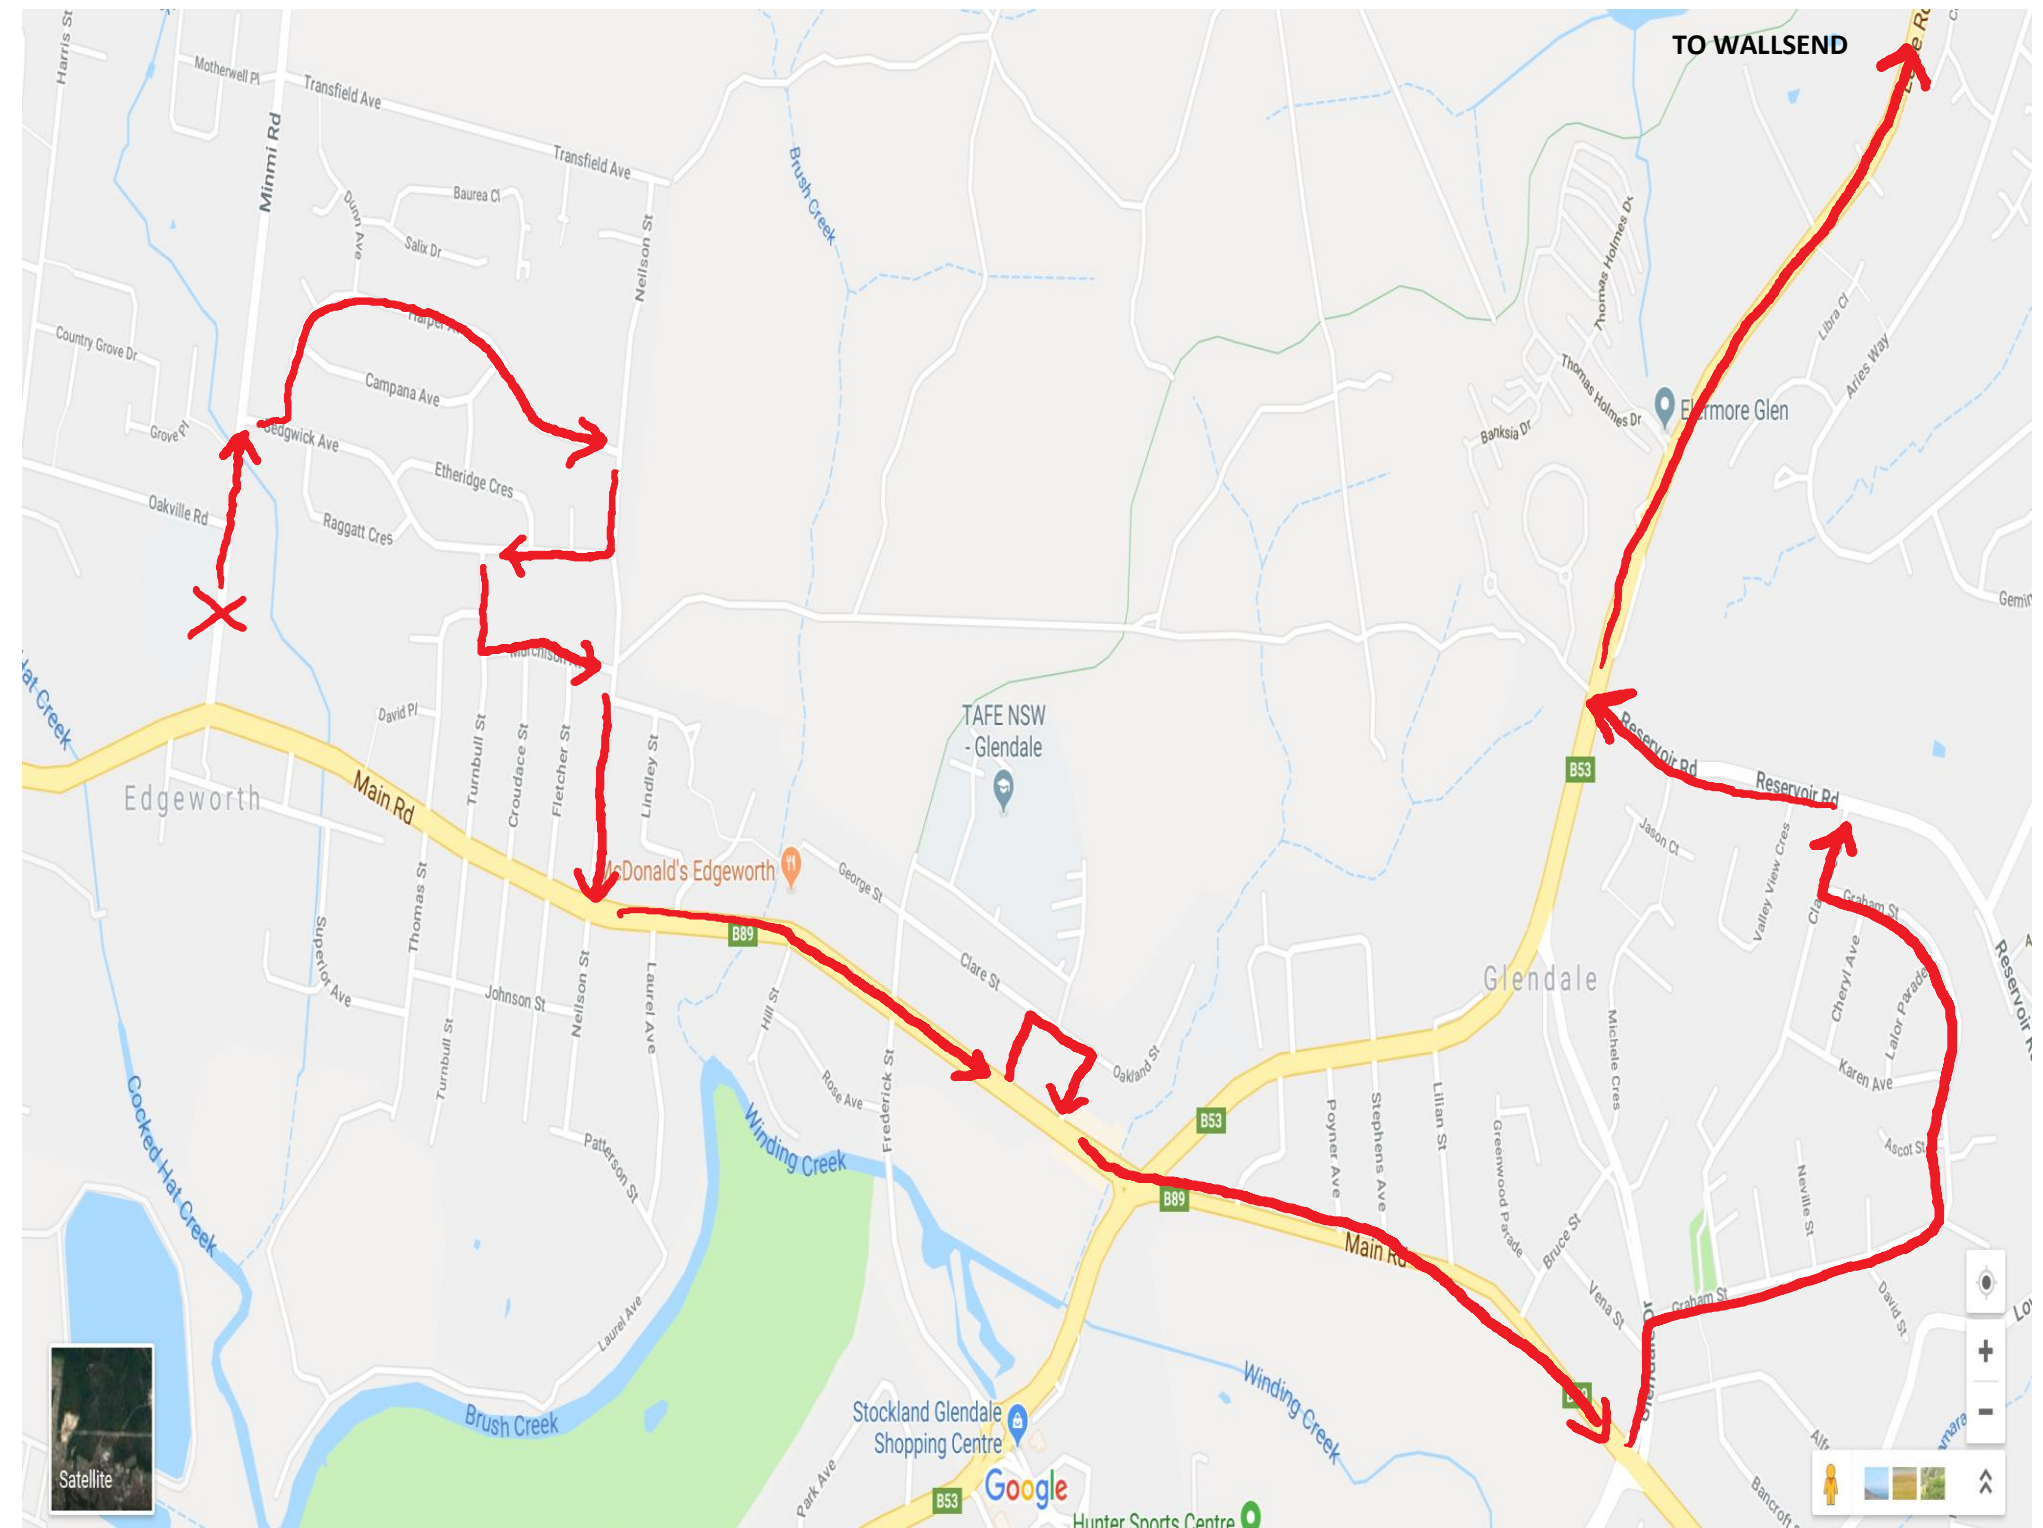 TO WALLSEND
Harris St
Motherwell Pl
Transfield Ave
Minmi Rd
Transfield Ave
Baurea Cl
Dunn Ave
Salix Dr
Neilson St
Brush Creek
Thomas Holmes Dr
Libra Cl
Aries Way
Country Grove Dr
Campana Ave
Thomas Holmes Dr
Grove Pl
Sedgwick Ave
Banksia Dr
Etheridge Cres
Oakville Rd
Raggatt Cres
Murchison
David Pl
Turnbull St
Croudace St
Fletcher St
Lindley St
TAFE NSW
- Glendale
Reservoir Rd
B53
Reservoir Rd
Edgeworth
Main Rd
McDonald's Edgeworth
George St
Jason Ct
Valley View Cres
Graham St
Thomas St
B89
Superior Ave
Clare St
Glendale
Cheryl Ave
Lalor Parade
Reservoir Rd
Johnson St
Neilson St
Laurel Ave
Hill St
Turnbull St
Rose Ave
Frederick St
Oakland St
Michele Cres
Karen Ave
Cocked Hat Creek
Winding Creek
B53
Poyner Ave
Stephens Ave
Lilian St
Greenwood Parade
Ascot St
Patterson St
B89
Main Rd
Bruce St
Neville St
Vena St
Graham St
David St
Glendale Dr
Laurel Ave
Brush Creek
Winding Creek
Stockland Glendale
Shopping Centre
Park Ave
B53
Google
Hunter Sports Centre
Satellite
Bancroft